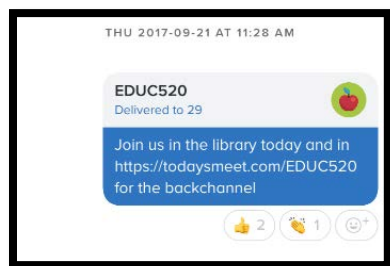 THU 2017-09-21 AT 11:28 AM
EDUC520
Delivered to 29
Join us in the library today and in
https://todaysmeet.com/EDUC520
for the backchannel
👍 2 👏 1